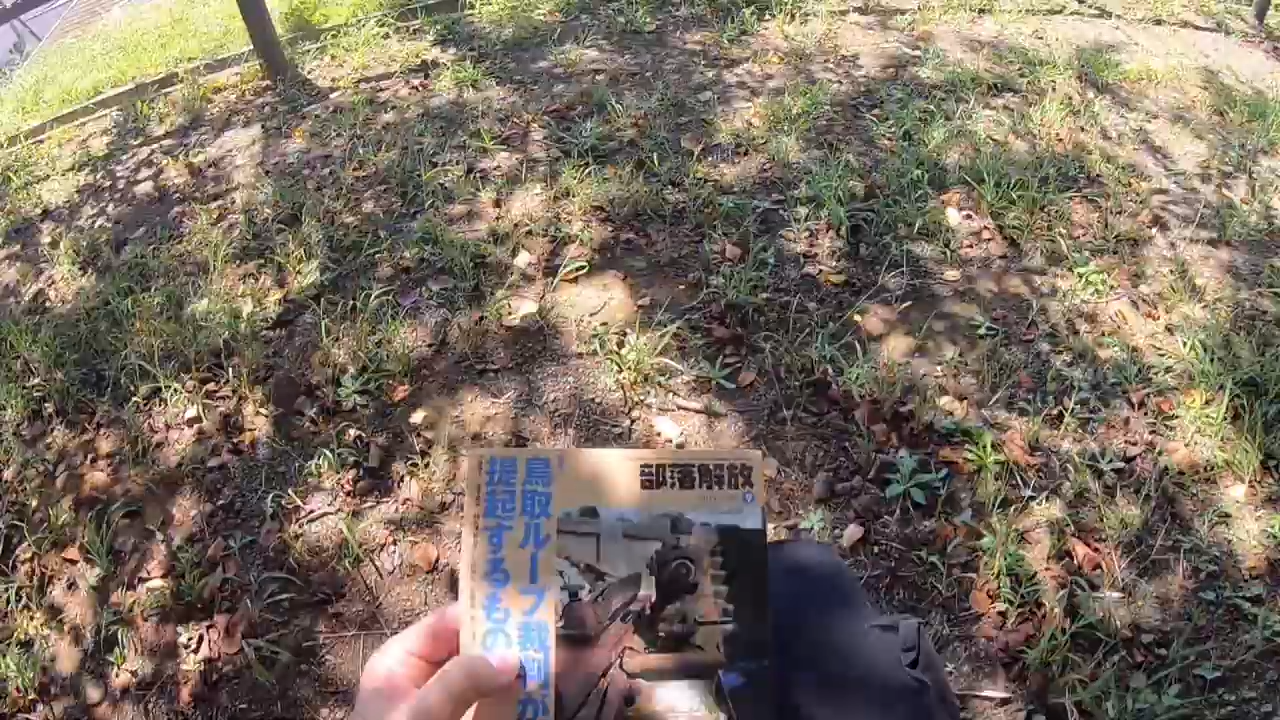 部落解放
鳥取ループ裁判が
提起するもの